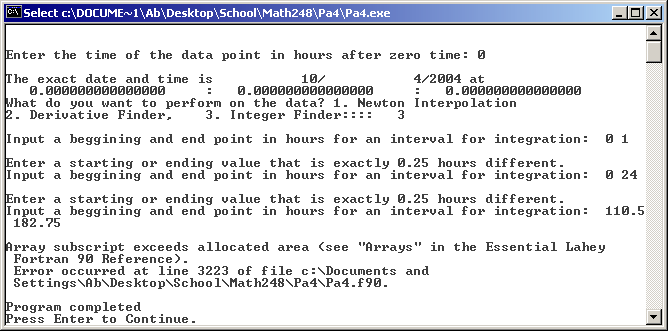 Select c:\DOCUME~1\Ab\Desktop\School\Math248\Pa4\Pa4.exe
Enter the time of the data point in hours after zero time: 0
The exact date and time is 10/ 4/2004 at
0.000000000000000 : 0.000000000000000 : 0.000000000000000
What do you want to perform on the data? 1. Newton Interpolation
2. Derivative Finder, 3. Integer Finder:::: 3
Input a beggining and end point in hours for an interval for integration: 0 1
Enter a starting or ending value that is exactly 0.25 hours different.
Input a beggining and end point in hours for an interval for integration: 0 24
Enter a starting or ending value that is exactly 0.25 hours different.
Input a beggining and end point in hours for an interval for integration: 110.5
182.75
Array subscript exceeds allocated area (see "Arrays" in the Essential Lahey
Fortran 90 Reference).
Error occurred at line 3223 of file c:\Documents and
Settings\Ab\Desktop\School\Math248\Pa4\Pa4.f90.
Program completed
Press Enter to Continue.